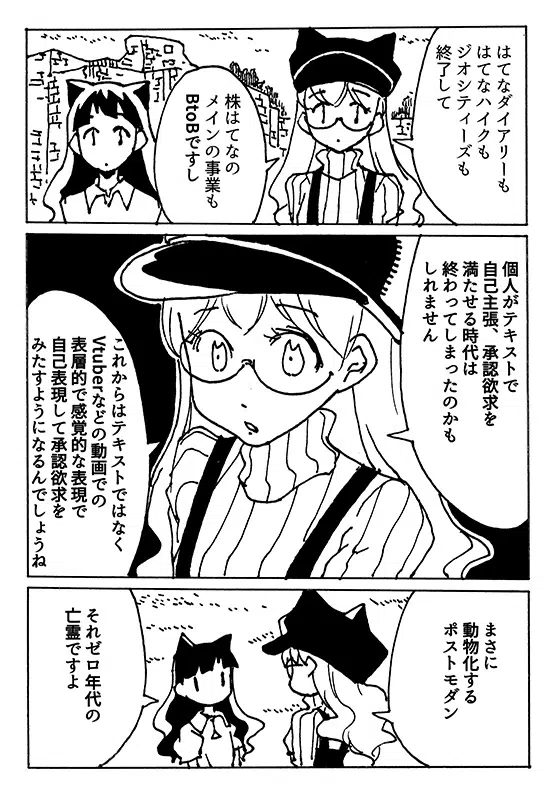 はてなダイアリーも
はてなハイクも
ジオシティーズも
終了して
株はてなの
メインの事業も
BtoBですし
個人がテキストで
自己主張、承認欲求を
満たせる時代は
終わってしまったのかも
しれません
これからはテキストではなく
Vtuberなどの動画での
表層的で感覚的な表現で
自己表現して承認欲求を
みたすようになるんでしょうね
まさに
動物化する
ポストモダン
それゼロ年代の
亡霊ですよ